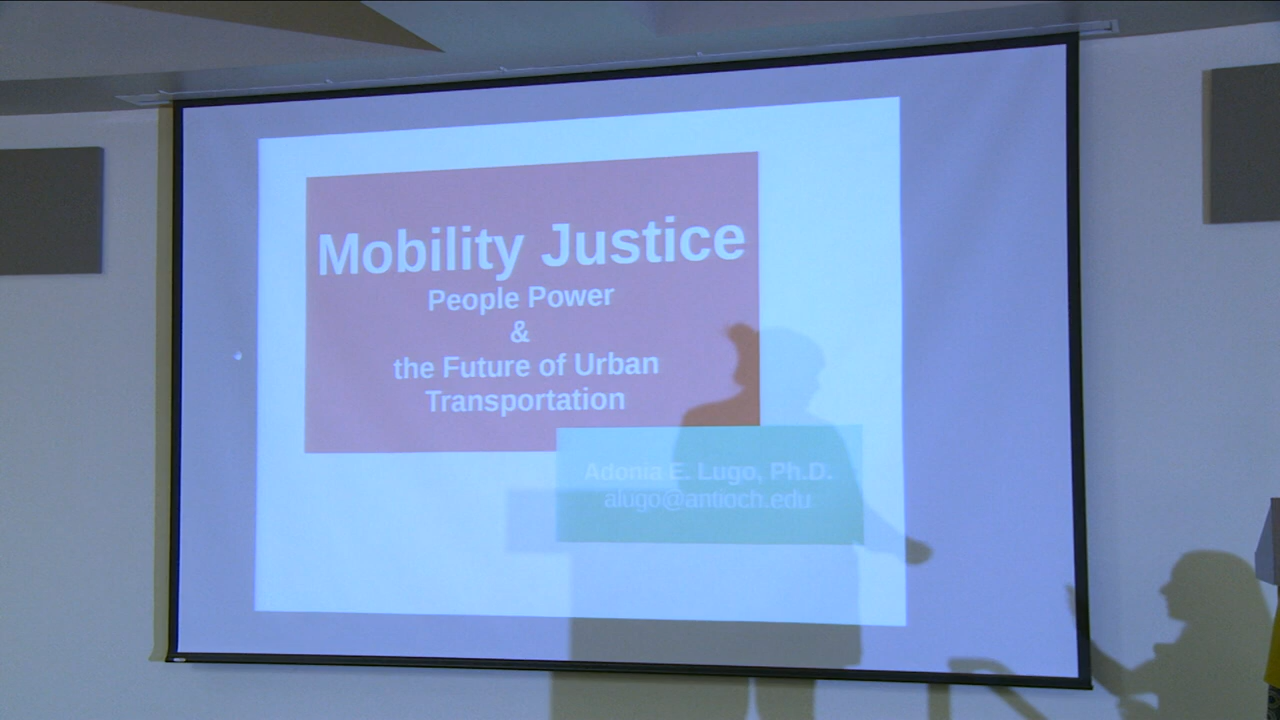 Mobility Justice
People Power
&
the Future of Urban
Transportation
Adonia E. Lugo, Ph.D.
alugo@antioch.edu